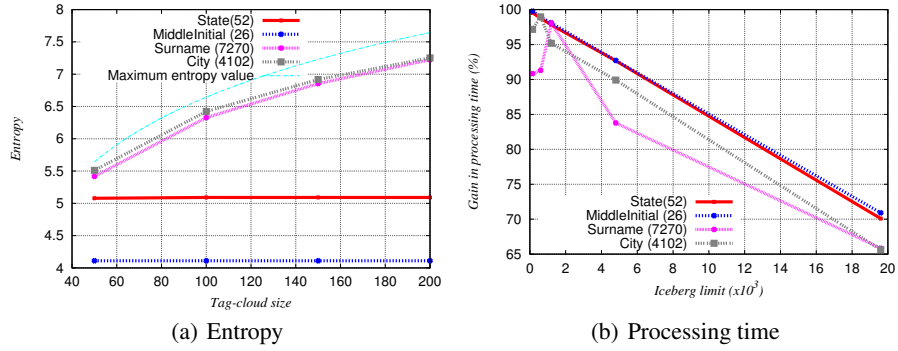 8
7.5
7
6.5
6
5.5
5
4.5
4
Entropy
State(52)
MiddleInitial (26)
Surname (7270)
City (4102)
Maximum entropy value
40 60 80 100 120 140 160 180 200
Tag-cloud size
(a) Entropy
100
95
90
85
80
75
70
65
Gain in processing time (%)
State(52)
MiddleInitial (26)
Surname (7270)
City (4102)
0 2 4 6 8 10 12 14 16 18 20
Iceberg limit (x10³)
(b) Processing time